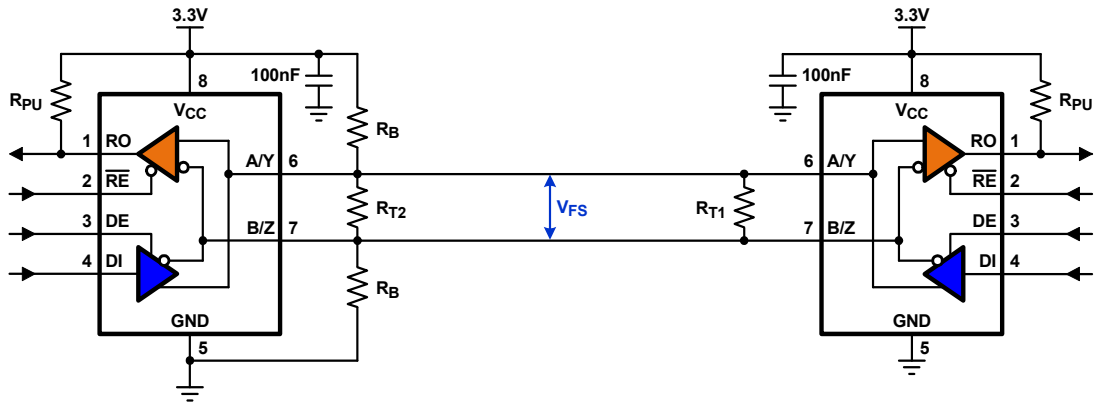 3.3V
3.3V
100nF
8
100nF
8
RPU
VCC
RB
VCC
RPU
1
RO
A/Y
6
6
A/Y
RO
1
2
RE
RT2
VFS
RT1
RE
2
3
DE
B/Z
7
7
B/Z
DE
3
4
DI
RB
DI
4
GND
GND
5
5